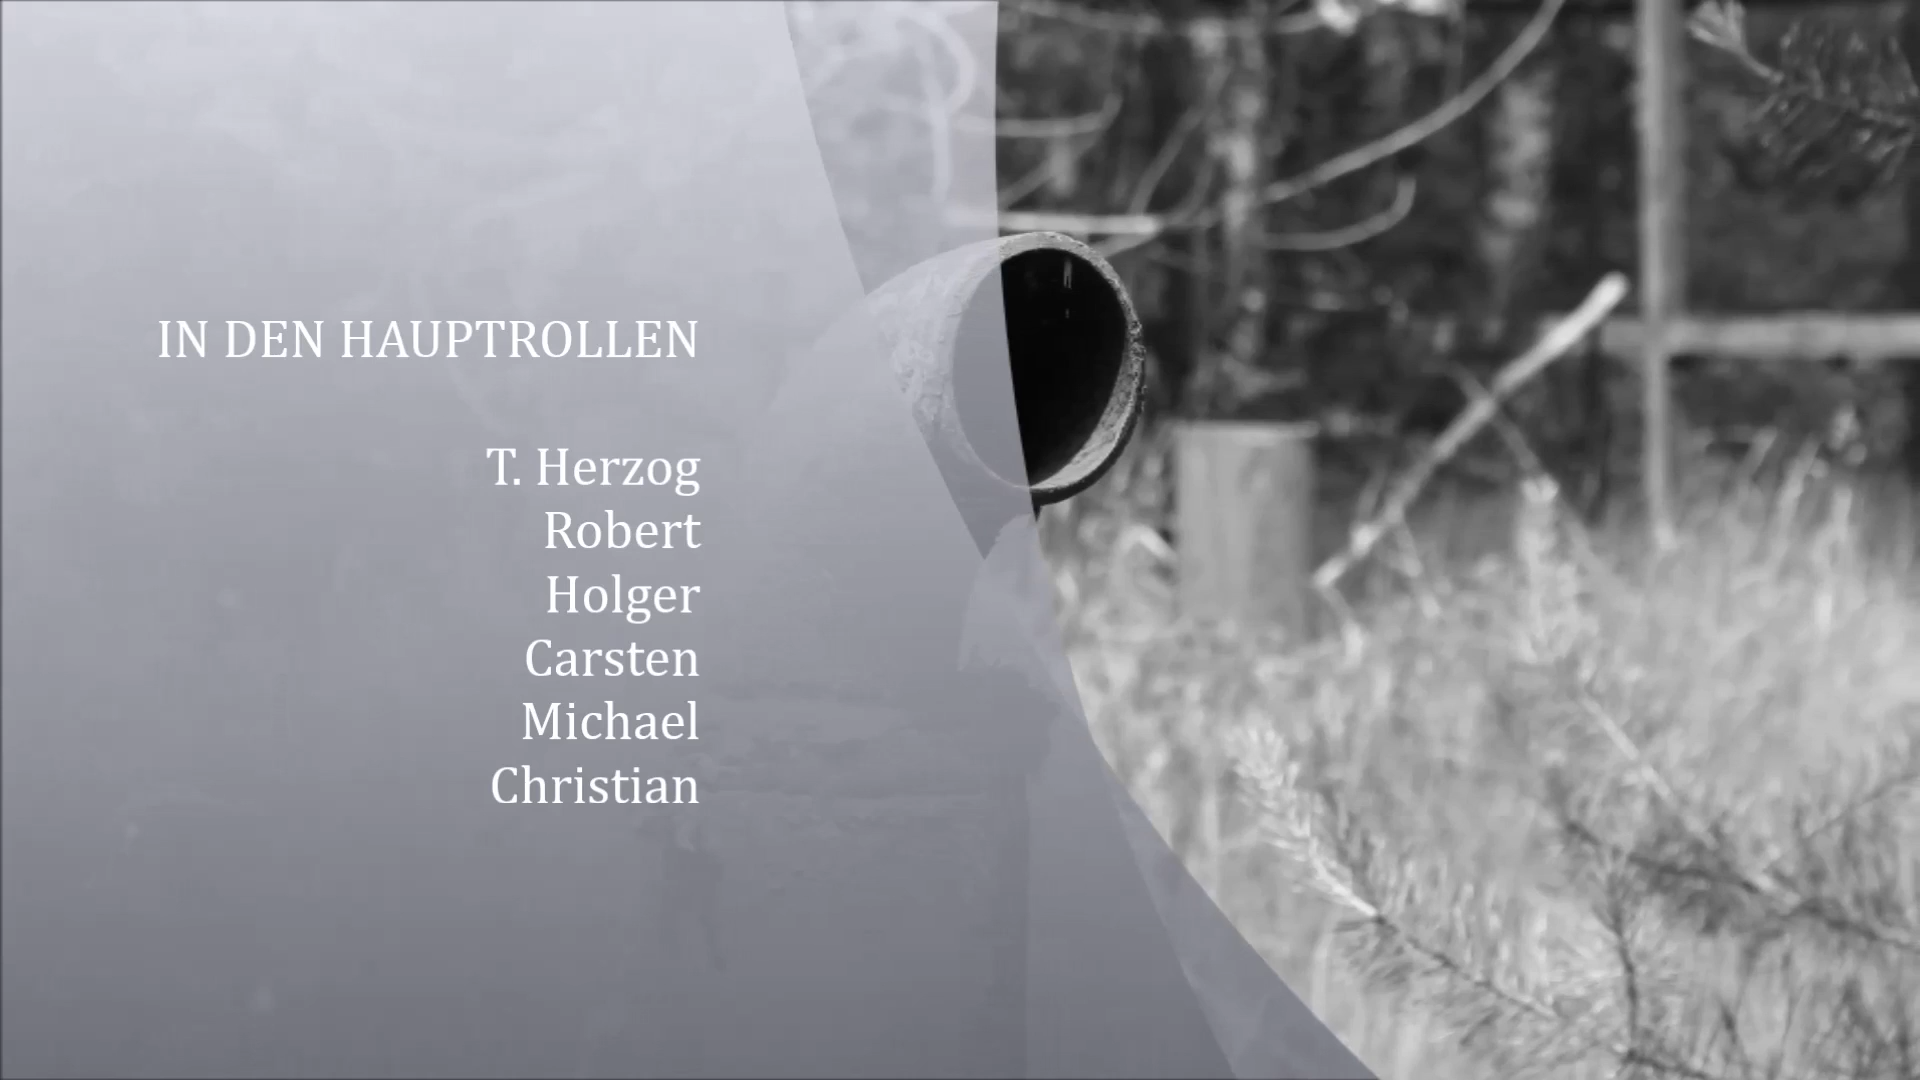 IN DEN HAUPTROLLEN
T. Herzog
Robert
Holger
Carsten
Michael
Christian